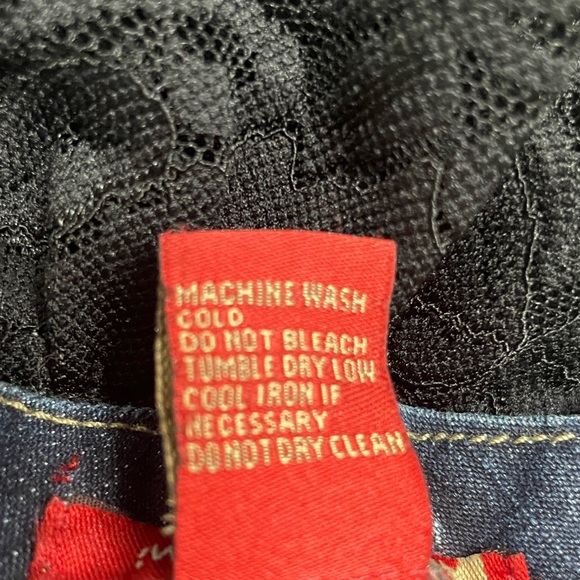 MACHINE WASH
COLD
DO NOT BLEACH
TUMBLE DRY LOW
COOL IRON IF
NECESSARY
DO NOT DRY CLEAN